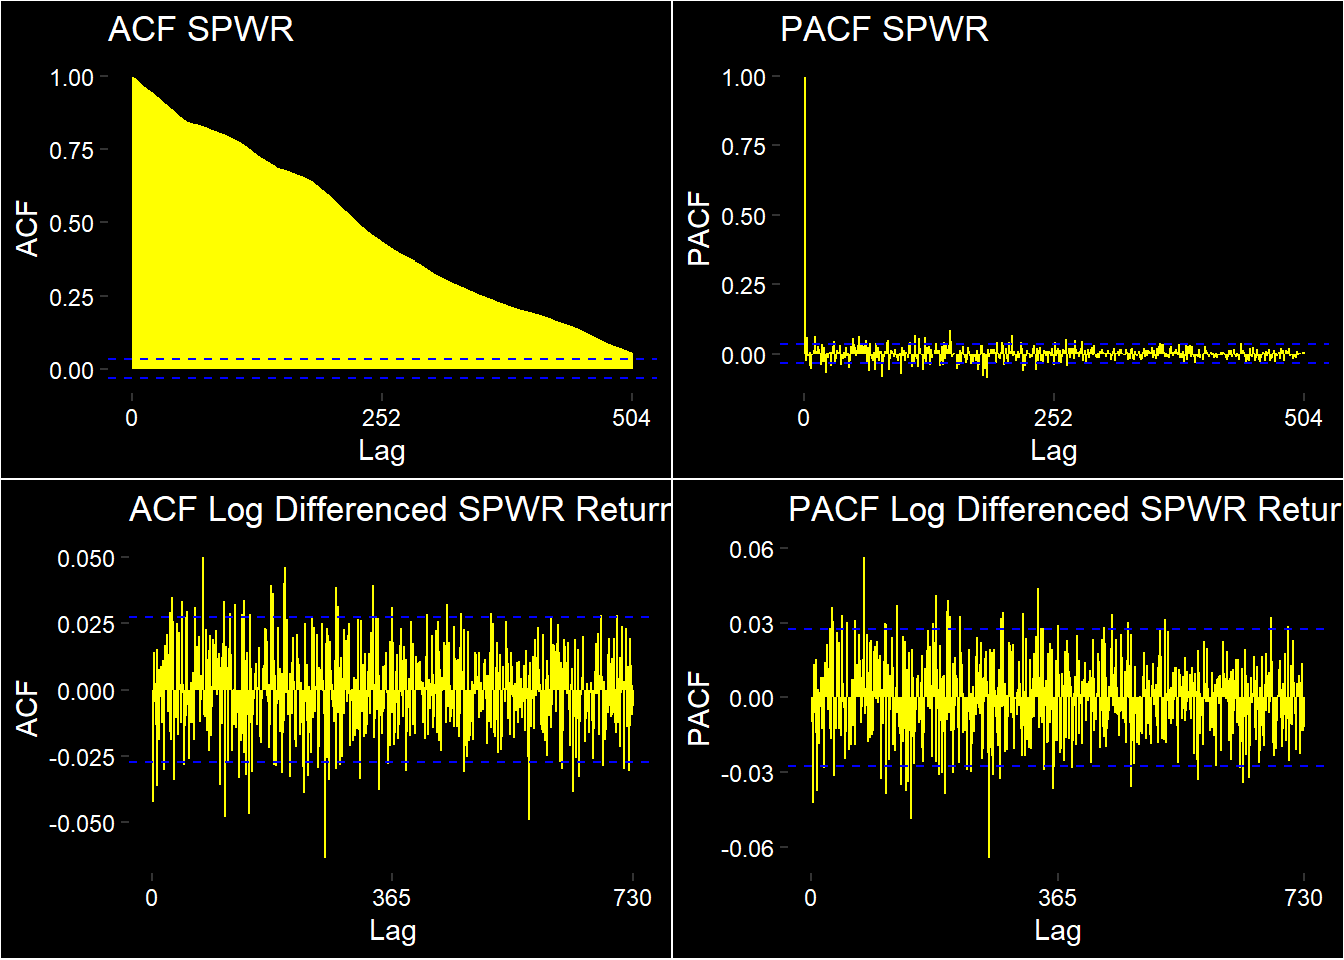 ACF SPWR
1.00
0.75
0.50
0.25
0.00
ACF
0
252
504
Lag
PACF SPWR
1.00
0.75
0.50
0.25
0.00
PACF
0
252
504
Lag
ACF Log Differenced SPWR Return
0.050
0.025
0.000
-0.025
-0.050
ACF
0
365
730
Lag
PACF Log Differenced SPWR Retur
0.06
0.03
0.00
-0.03
-0.06
PACF
0
365
730
Lag